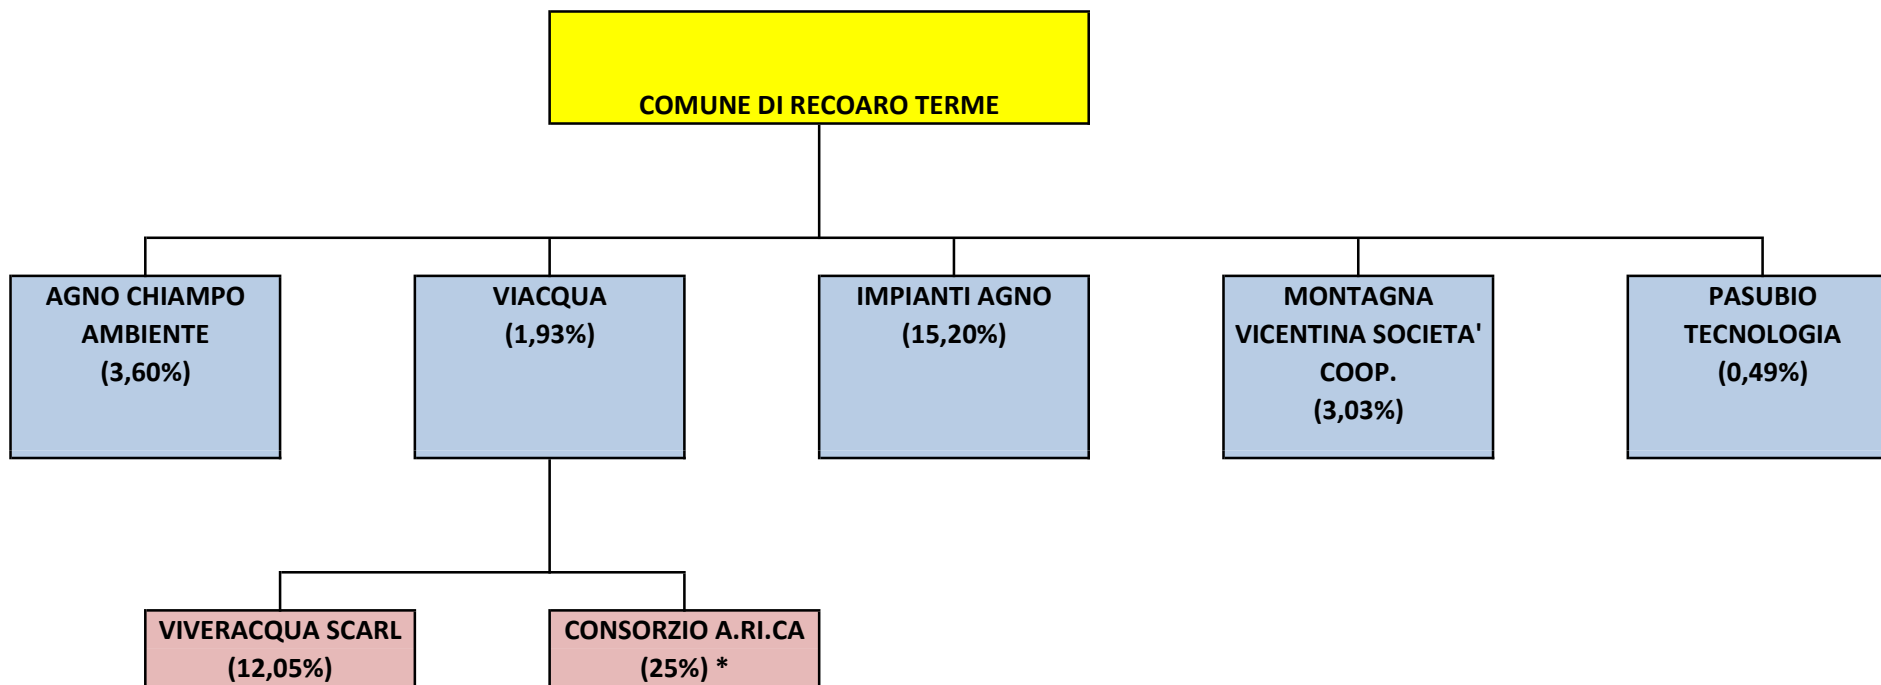 COMUNE DI RECOARO TERME
AGNO CHIAMPO
AMBIENTE
(3,60%)
VIACQUA
(1,93%)
IMPIANTI AGNO
(15,20%)
MONTAGNA
VICENTINA SOCIETA'
COOP.
(3,03%)
PASUBIO
TECNOLOGIA
(0,49%)
VIVERACQUA SCARL
(12,05%)
CONSORZIO A.RI.CA
(25%) *